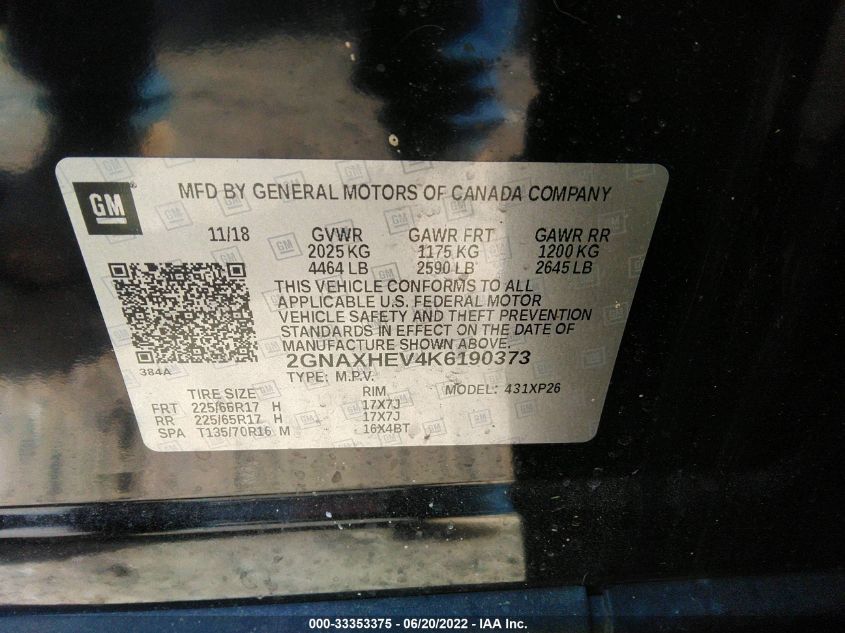 GM
MFD BY GENERAL MOTORS OF CANADA COMPANY
11/18 GVWR GAWR FRT GAWR RR
2025 KG 1175 KG 1200 KG
4464 LB 2590 LB 2645 LB
THIS VEHICLE CONFORMS TO ALL
APPLICABLE U.S. FEDERAL MOTOR
VEHICLE SAFETY AND THEFT PREVENTION
STANDARDS IN EFFECT ON THE DATE OF
MANUFACTURE SHOWN ABOVE.
384A
2GNAXHEV4K6190373
TYPE: M.P.V. MODEL: 431XP26
TIRE SIZE RIM
FRT 225/65R17 H 17X7J
RR 225/65R17 H 17X7J
SPA T135/70R16 M 16X4BT
000-33353375 - 06/20/2022 - IAA Inc.